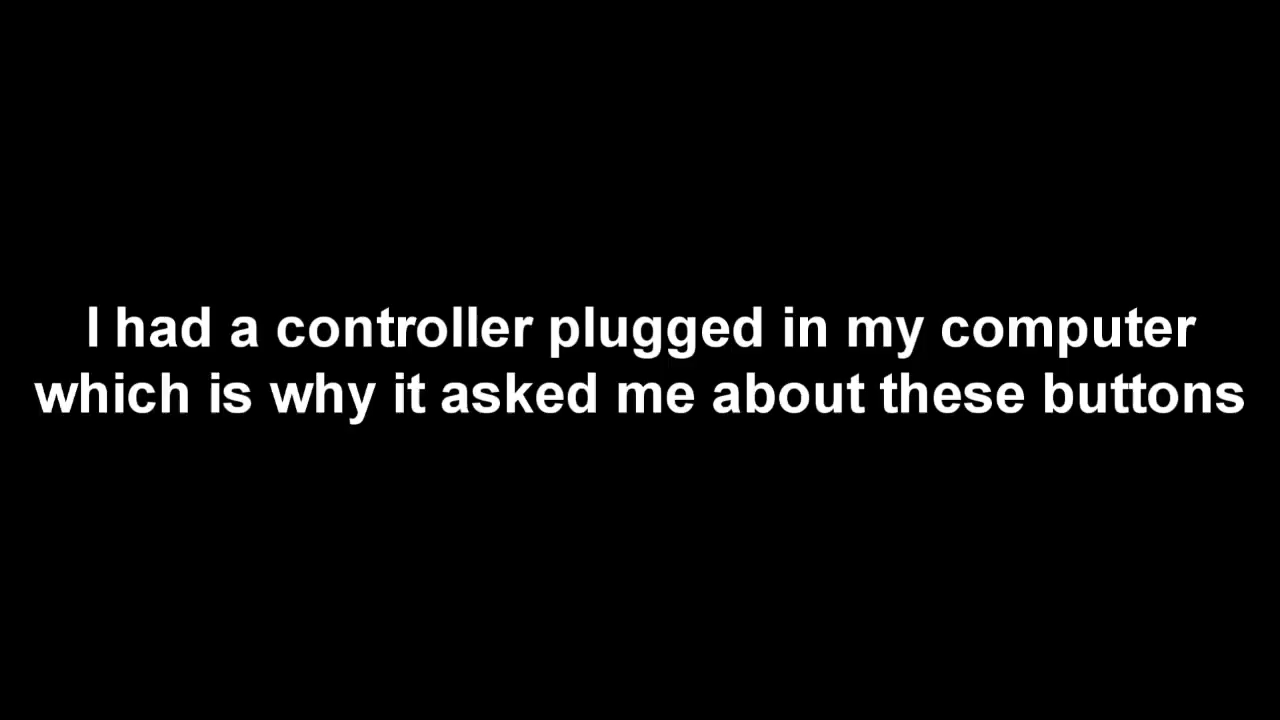 I had a controller plugged in my computer
which is why it asked me about these buttons